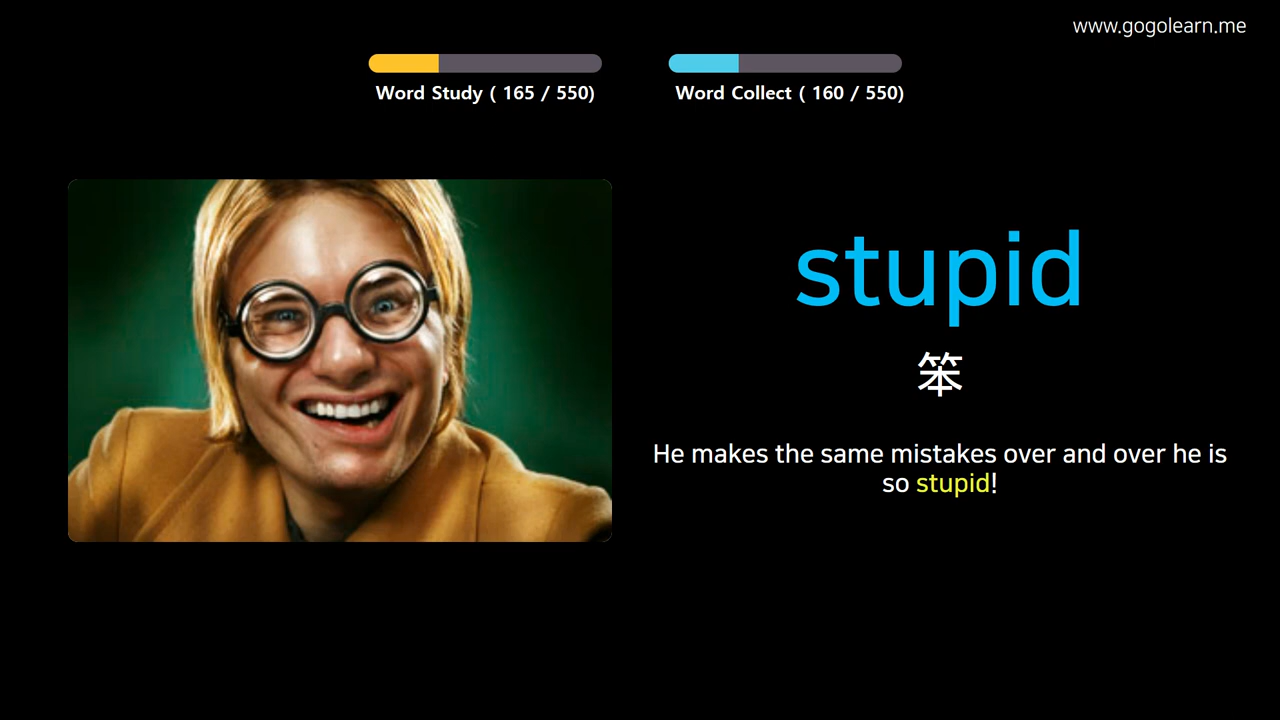 www.gogolearn.me
Word Study ( 165 / 550)
Word Collect ( 160 / 550)
stupid
笨
He makes the same mistakes over and over he is
so stupid!